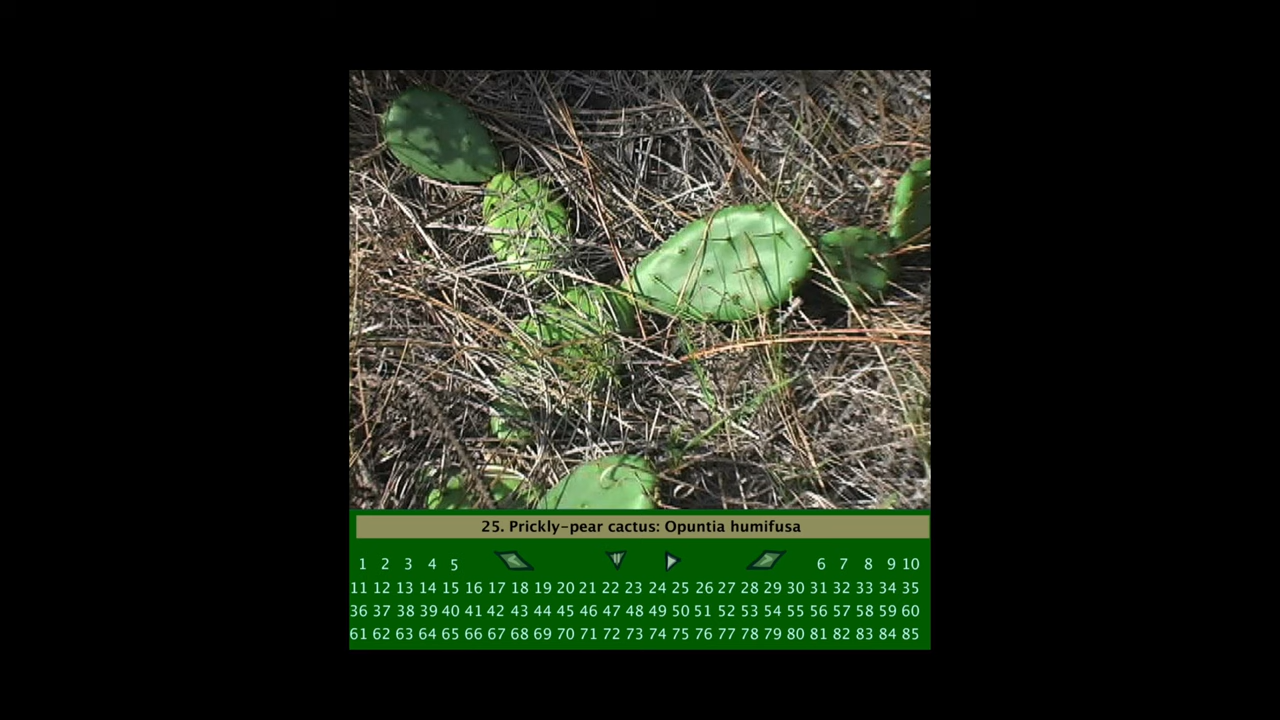 25. Prickly-pear cactus: Opuntia humifusa
1 2 3 4 5 6 7 8 9 10
11 12 13 14 15 16 17 18 19 20 21 22 23 24 25 26 27 28 29 30 31 32 33 34 35
36 37 38 39 40 41 42 43 44 45 46 47 48 49 50 51 52 53 54 55 56 57 58 59 60
61 62 63 64 65 66 67 68 69 70 71 72 73 74 75 76 77 78 79 80 81 82 83 84 85